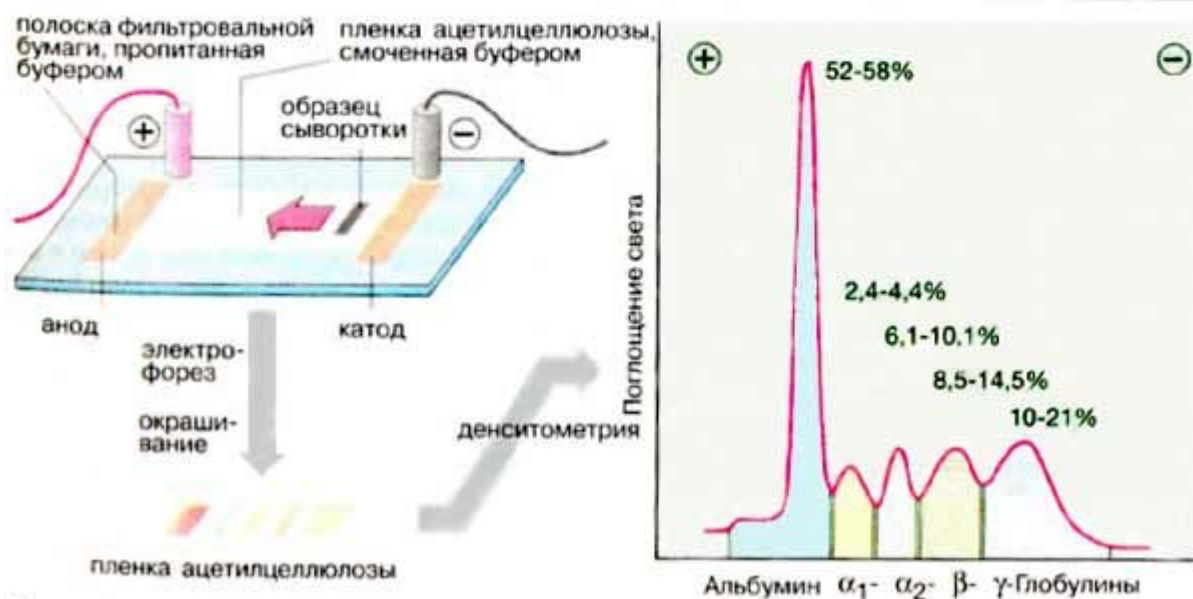 полоска фильтровальной
бумаги, пропитанная
буфером
пленка ацетилцеллюлозы,
смоченная буфером
образец
сыворотки
+
−
анод
катод
электро-
форез
окраши-
вание
денситометрия
пленка ацетилцеллюлозы
+
−
52-58%
2,4-4,4%
6,1-10.1%
8,5-14,5%
10-21%
Поглощение света
Альбумин α₁- α₂- β- γ-Глобулины